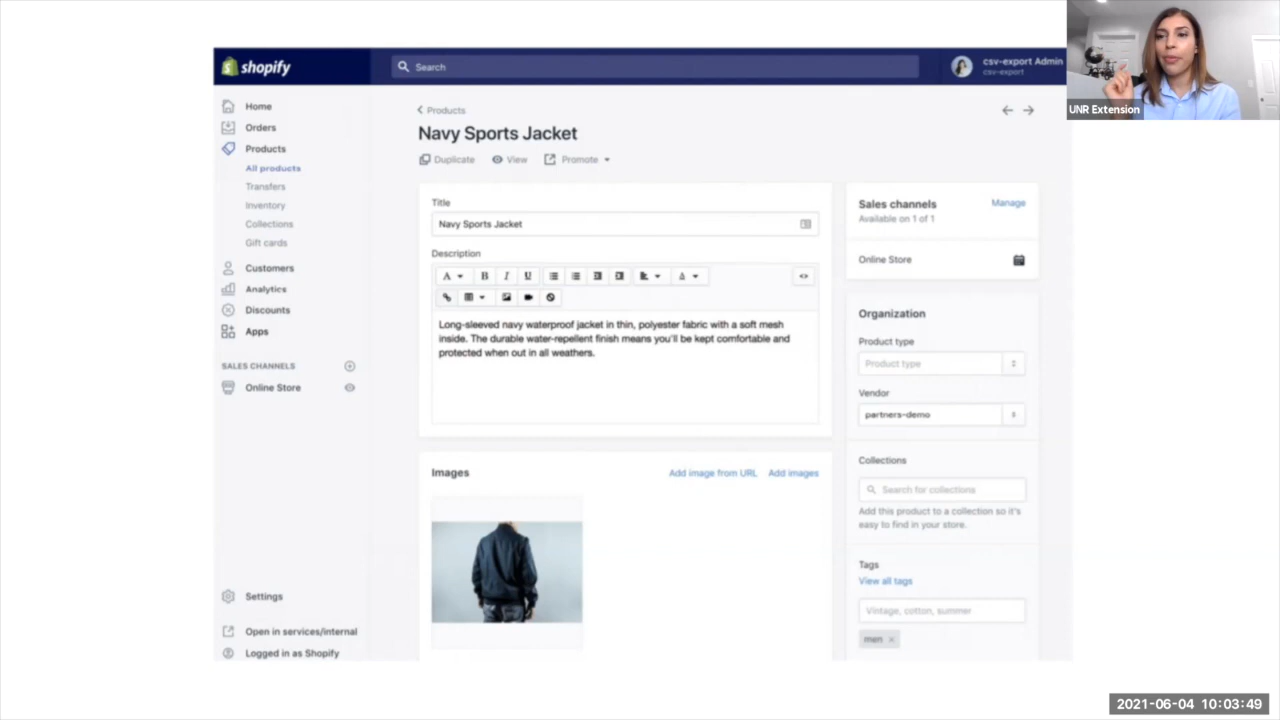 shopify
Search
csv-export Admin
csv-export
UNR Extension
Home
Orders
Products
All products
Transfers
Inventory
Collections
Gift cards
Customers
Analytics
Discounts
Apps
SALES CHANNELS
Online Store
Settings
Open in services/internal
Logged in as Shopify
Products
Navy Sports Jacket
Duplicate View Promote
Title
Navy Sports Jacket
Description
A B I U A
Long-sleeved navy waterproof jacket in thin, polyester fabric with a soft mesh
inside. The durable water-repellent finish means you'll be kept comfortable and
protected when out in all weathers.
Images Add image from URL Add images
Sales channels Manage
Available on 1 of 1
Online Store
Organization
Product type
Product type
Vendor
partners-demo
Collections
Search for collections
Add this product to a collection so it's
easy to find in your store.
Tags
View all tags
Vintage, cotton, summer
men ×
2021-06-04 10:03:49